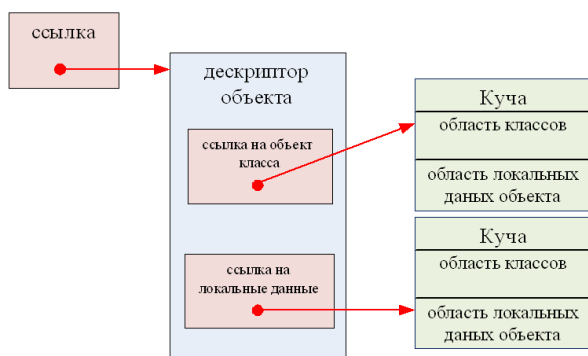 ссылка
дескриптор
объекта
ссылка на объект
класса
ссылка на
локальные данные
Куча
область классов
область локальных
даных объекта
Куча
область классов
область локальных
даных объекта